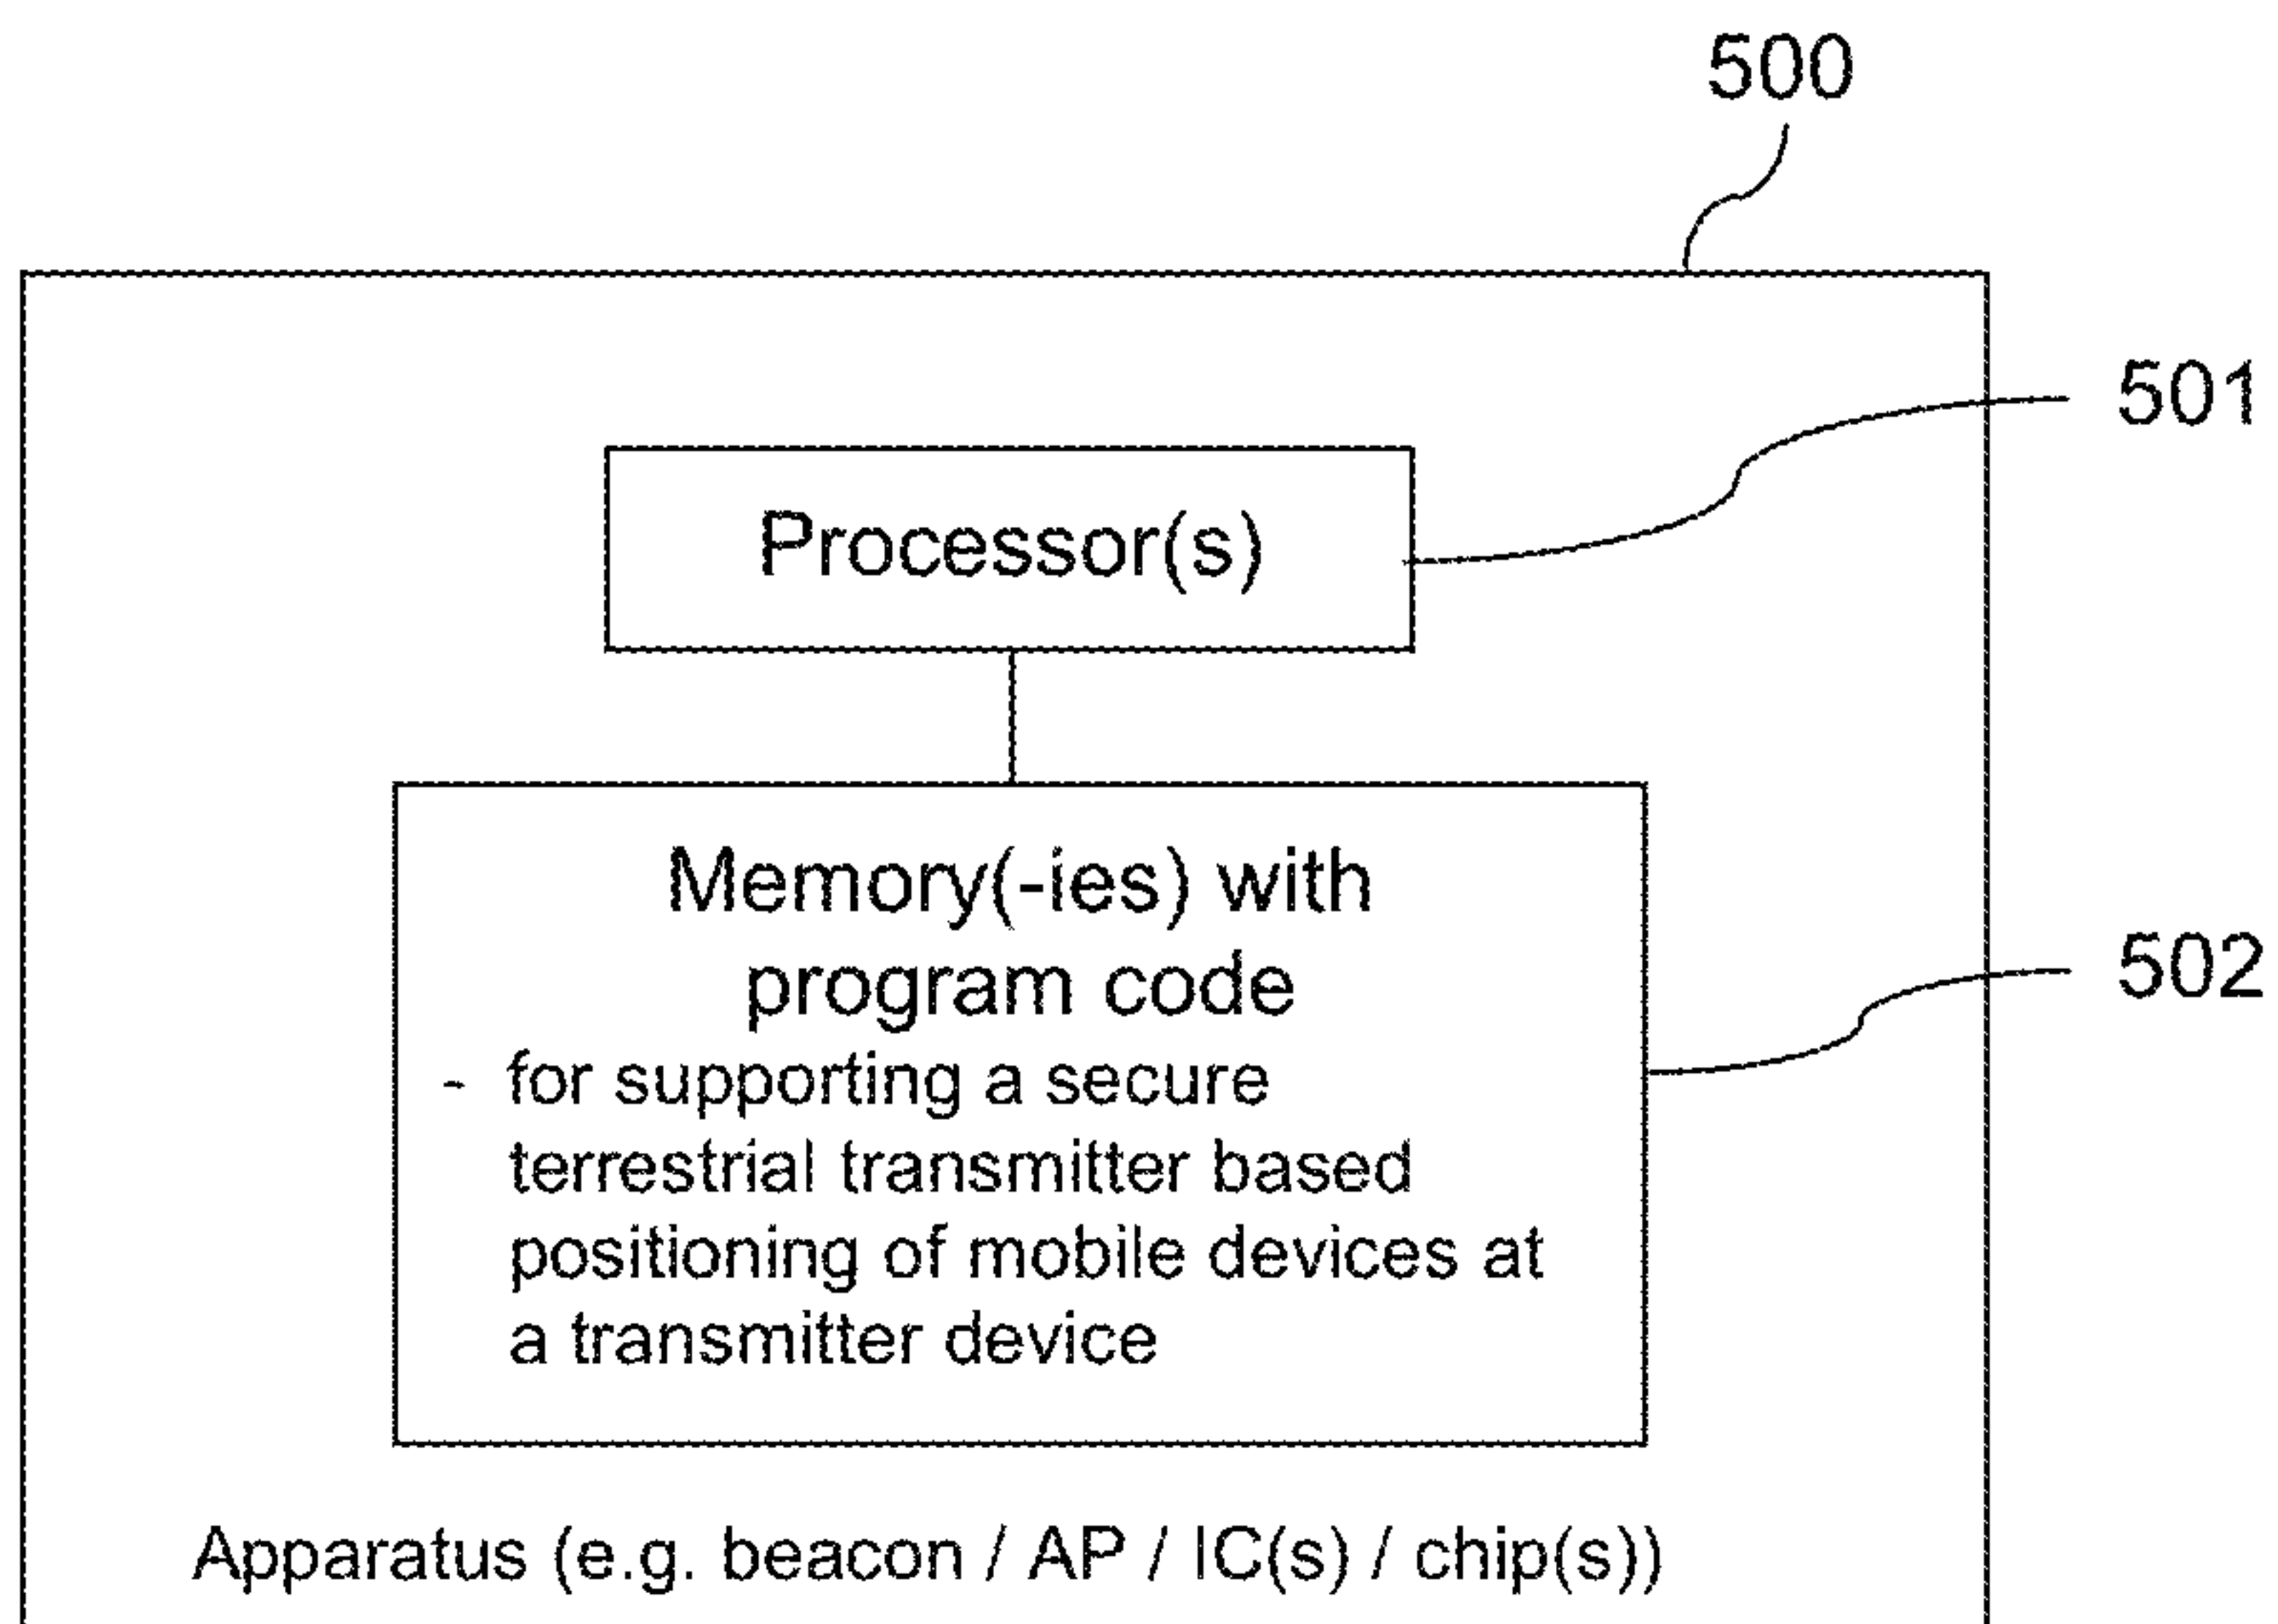 500
501
Processor(s)
Memory(-ies) with
program code
502
- for supporting a secure
terrestrial transmitter based
positioning of mobile devices at
a transmitter device
Apparatus (e.g. beacon / AP / IC(s) / chip(s))